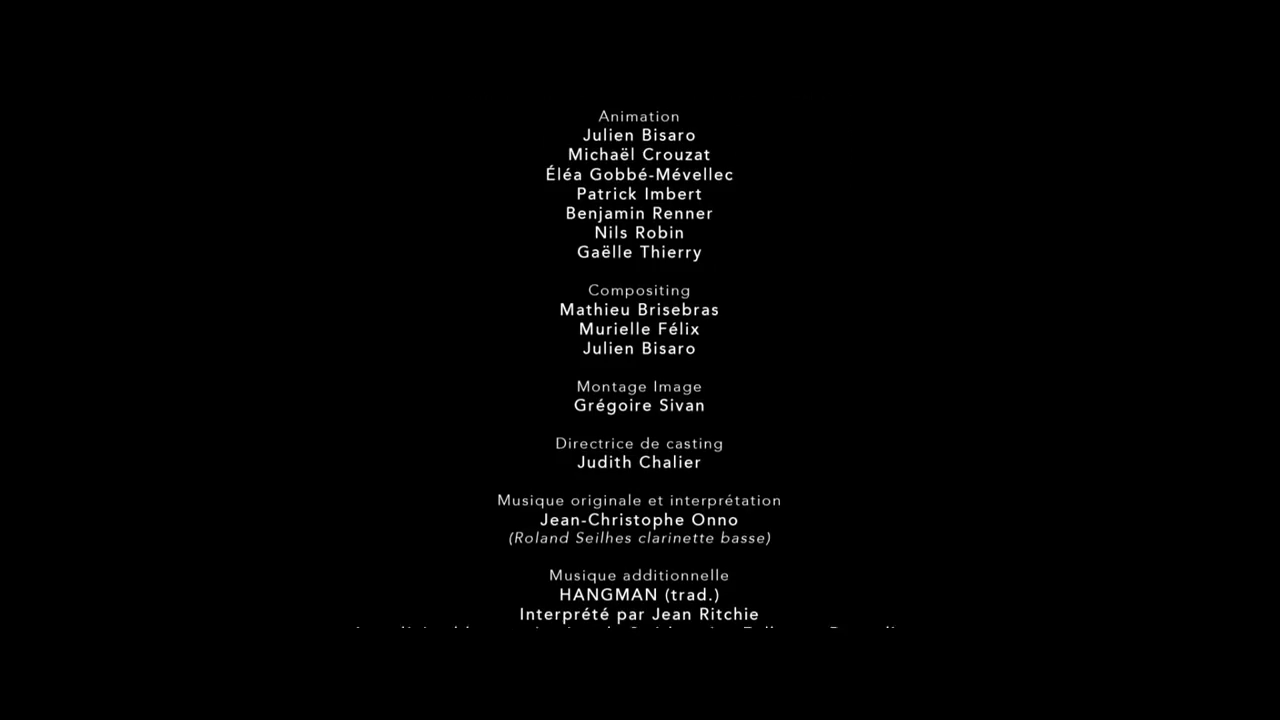 Animation
Julien Bisaro
Michaël Crouzat
Éléa Gobbé-Mévellec
Patrick Imbert
Benjamin Renner
Nils Robin
Gaëlle Thierry
Compositing
Mathieu Brisebras
Murielle Félix
Julien Bisaro
Montage Image
Grégoire Sivan
Directrice de casting
Judith Chalier
Musique originale et interprétation
Jean-Christophe Onno
(Roland Seilhes clarinette basse)
Musique additionnelle
HANGMAN (trad.)
Interprété par Jean Ritchie